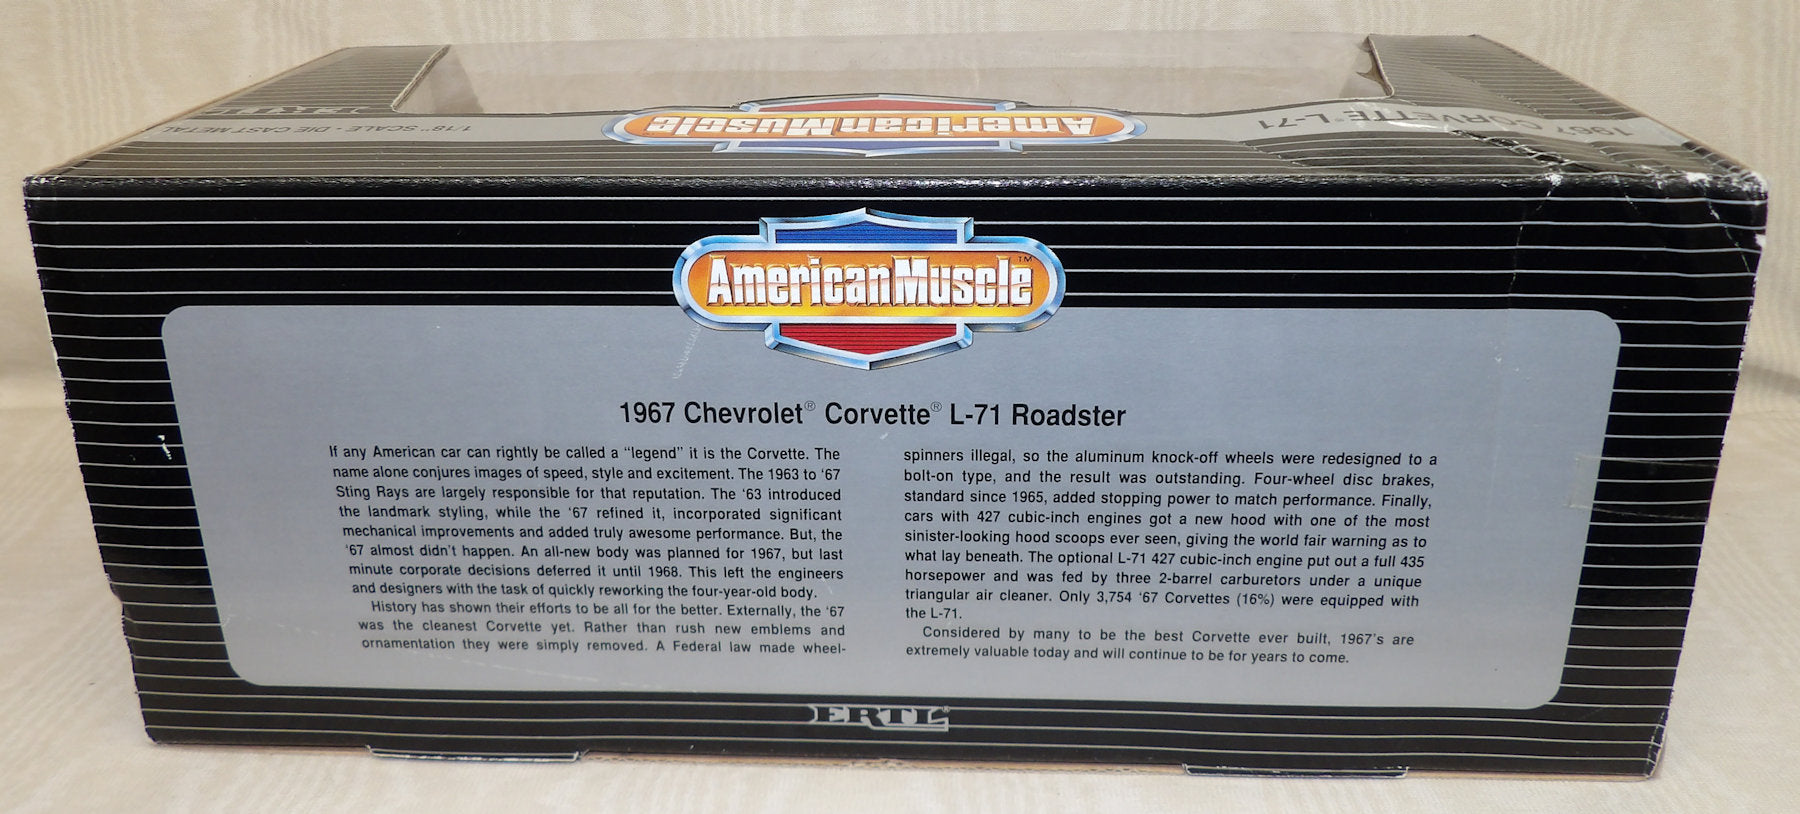 ERTL
1/18" SCALE - DIE CAST METAL
American Muscle
1967 CORVETTE® L-71
American Muscle™
1967 Chevrolet® Corvette® L-71 Roadster
If any American car can rightly be called a "legend" it is the Corvette. The
name alone conjures images of speed, style and excitement. The 1963 to '67
Sting Rays are largely responsible for that reputation. The '63 introduced
the landmark styling, while the '67 refined it, incorporated significant
mechanical improvements and added truly awesome performance. But, the
'67 almost didn't happen. An all-new body was planned for 1967, but last
minute corporate decisions deferred it until 1968. This left the engineers
and designers with the task of quickly reworking the four-year-old body.
History has shown their efforts to be all for the better. Externally, the '67
was the cleanest Corvette yet. Rather than rush new emblems and
ornamentation they were simply removed. A Federal law made wheel-
spinners illegal, so the aluminum knock-off wheels were redesigned to a
bolt-on type, and the result was outstanding. Four-wheel disc brakes,
standard since 1965, added stopping power to match performance. Finally,
cars with 427 cubic-inch engines got a new hood with one of the most
sinister-looking hood scoops ever seen, giving the world fair warning as to
what lay beneath. The optional L-71 427 cubic-inch engine put out a full 435
horsepower and was fed by three 2-barrel carburetors under a unique
triangular air cleaner. Only 3,754 '67 Corvettes (16%) were equipped with
the L-71.
Considered by many to be the best Corvette ever built, 1967's are
extremely valuable today and will continue to be for years to come.
ERTL®